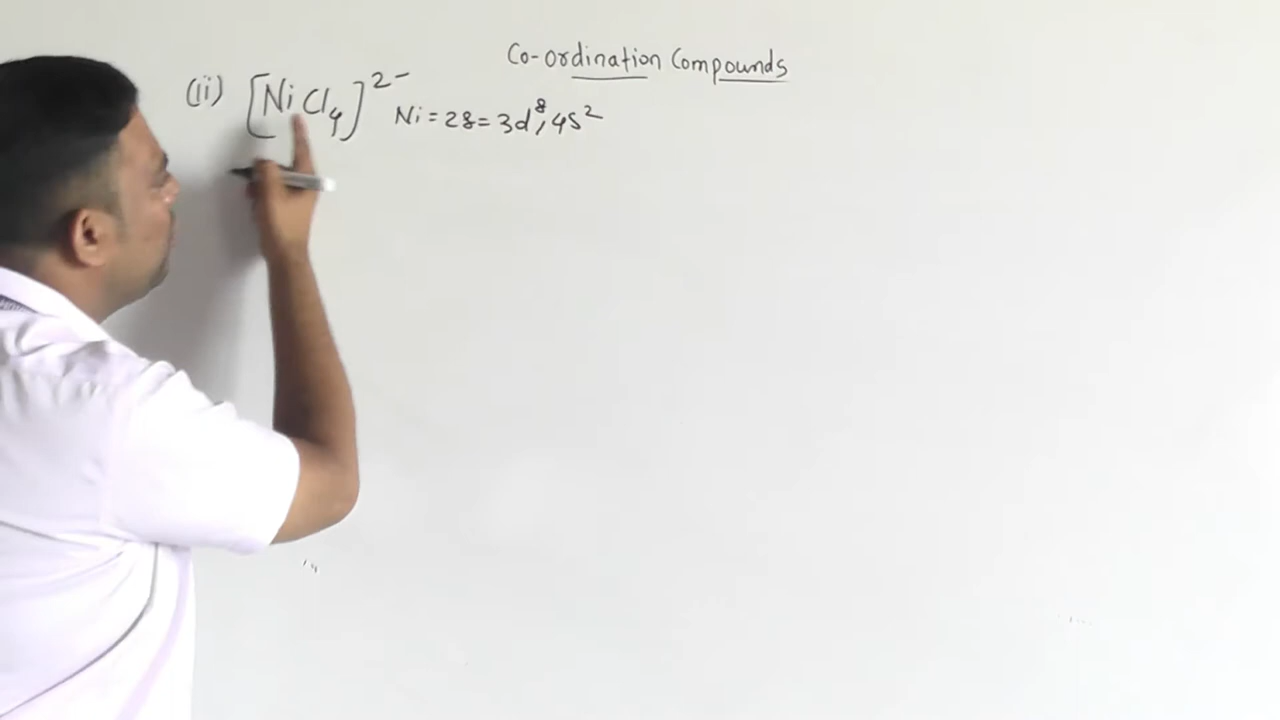 Co-ordination Compounds
(ii) [NiCl₄]²⁻ Ni = 28 = 3d⁸, 4s²